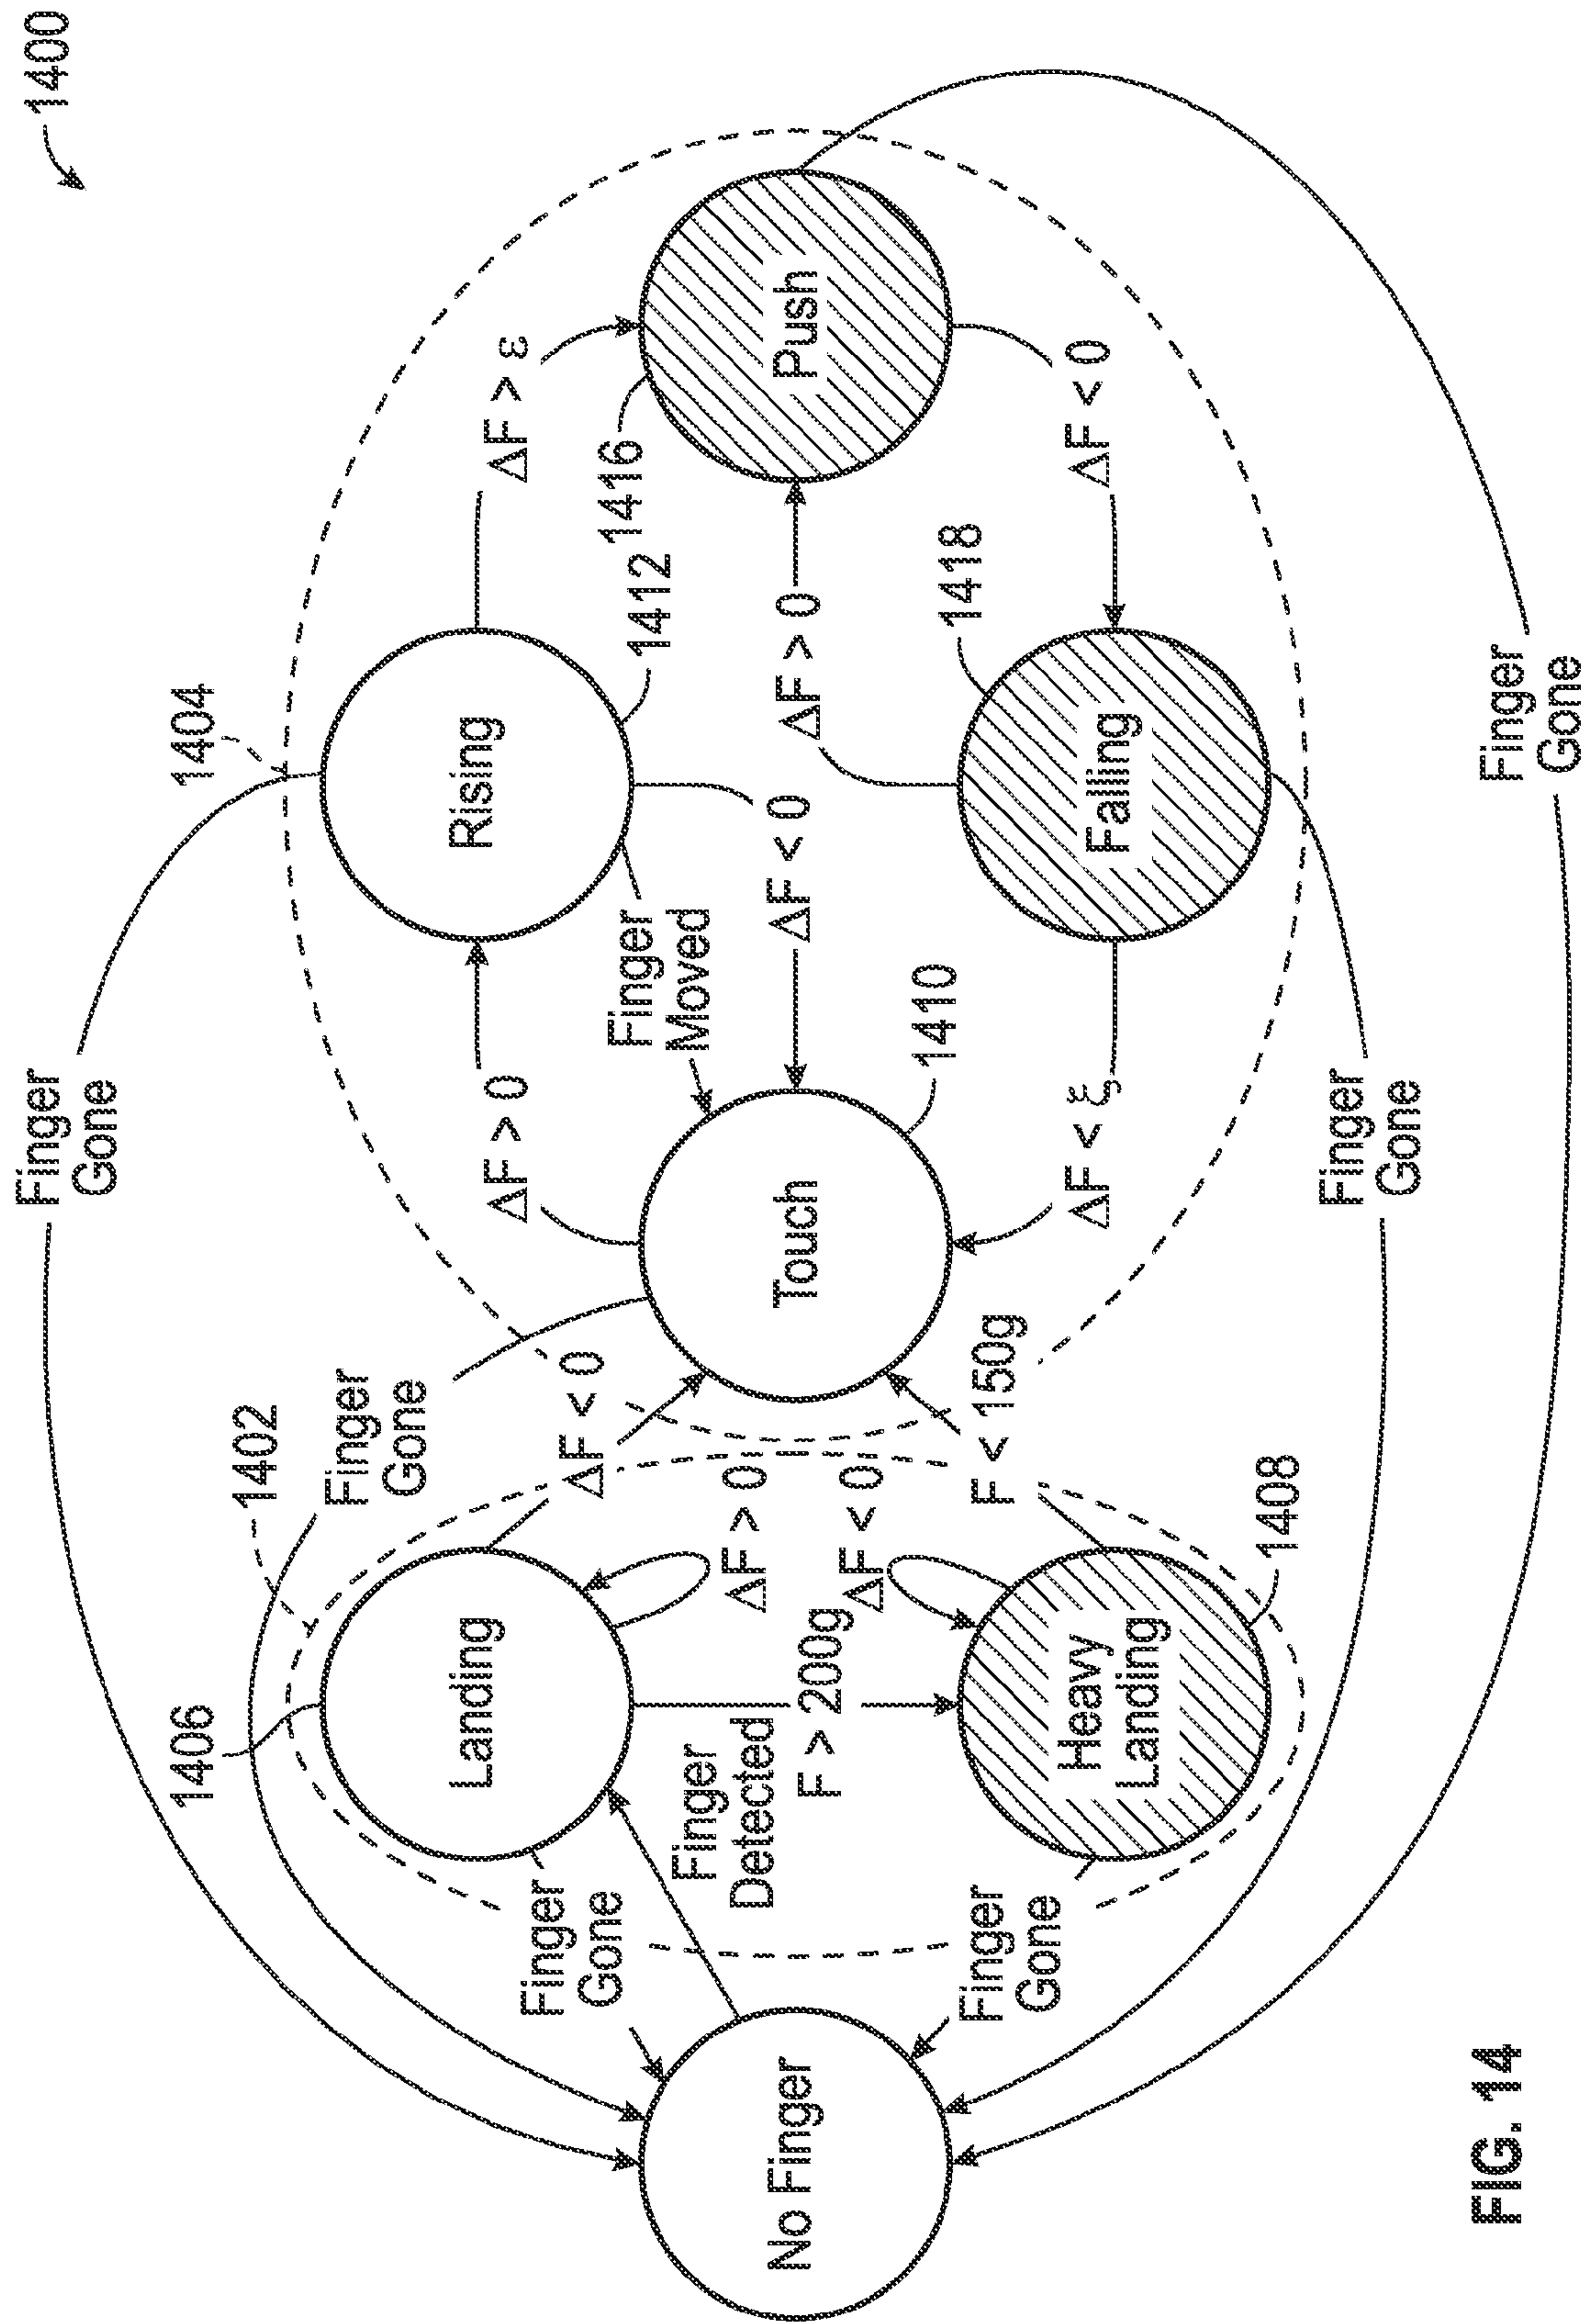 1400
1404
Finger
Gone
Rising
ΔF > ε
1416
1412
Push
ΔF > 0
Finger
Moved
ΔF < 0
ΔF > 0
1418
ΔF < 0
Falling
1410
Touch
ΔF < ξ
Finger
Gone
Finger
Gone
1402
Finger
Gone
ΔF < 0
F < 150g
1406
Landing
ΔF > 0
ΔF < 0
F > 200g
Heavy
Landing
1408
Finger
Detected
Finger
Gone
Finger
Gone
No Finger
FIG. 14